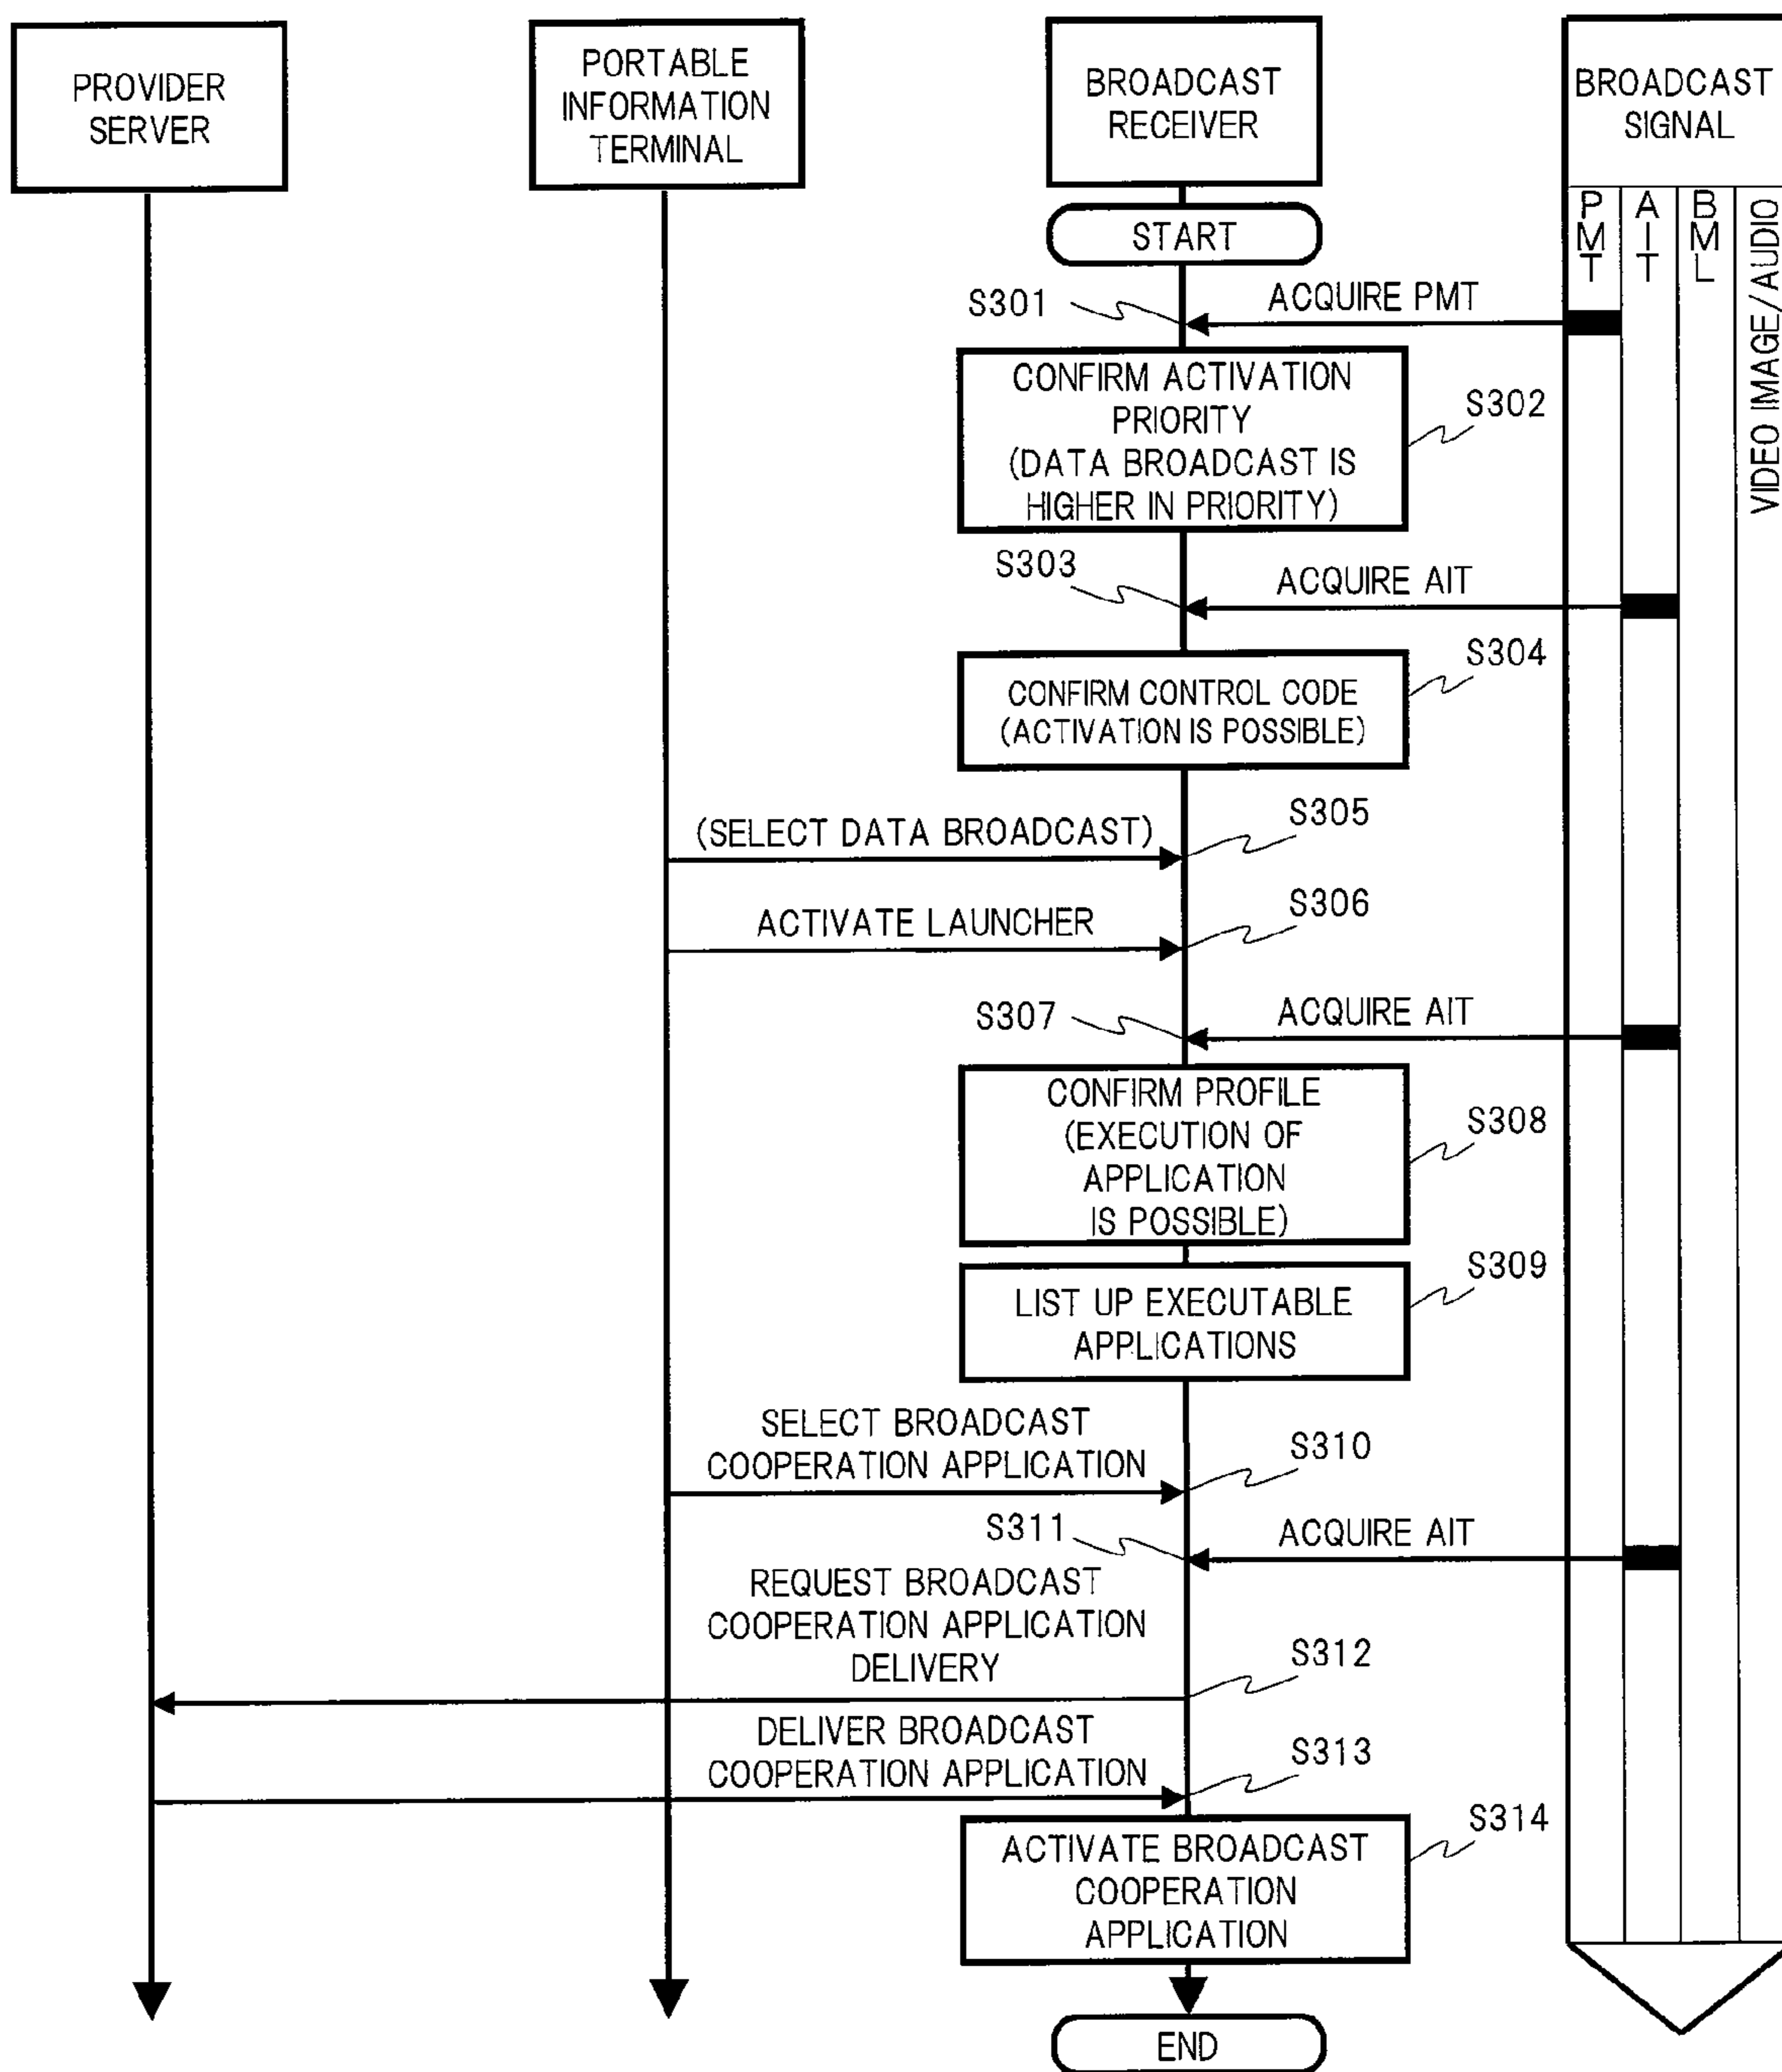 PROVIDER
SERVER
PORTABLE
INFORMATION
TERMINAL
BROADCAST
RECEIVER
BROADCAST
SIGNAL
PMT
AIT
BML
VIDEO IMAGE/AUDIO
START
S301
ACQUIRE PMT
CONFIRM ACTIVATION
PRIORITY
(DATA BROADCAST IS
HIGHER IN PRIORITY)
S302
S303
ACQUIRE AIT
S304
CONFIRM CONTROL CODE
(ACTIVATION IS POSSIBLE)
(SELECT DATA BROADCAST)
S305
ACTIVATE LAUNCHER
S306
S307
ACQUIRE AIT
CONFIRM PROFILE
(EXECUTION OF
APPLICATION
IS POSSIBLE)
S308
LIST UP EXECUTABLE
APPLICATIONS
S309
SELECT BROADCAST
COOPERATION APPLICATION
S310
S311
ACQUIRE AIT
REQUEST BROADCAST
COOPERATION APPLICATION
DELIVERY
S312
DELIVER BROADCAST
COOPERATION APPLICATION
S313
ACTIVATE BROADCAST
COOPERATION
APPLICATION
S314
END